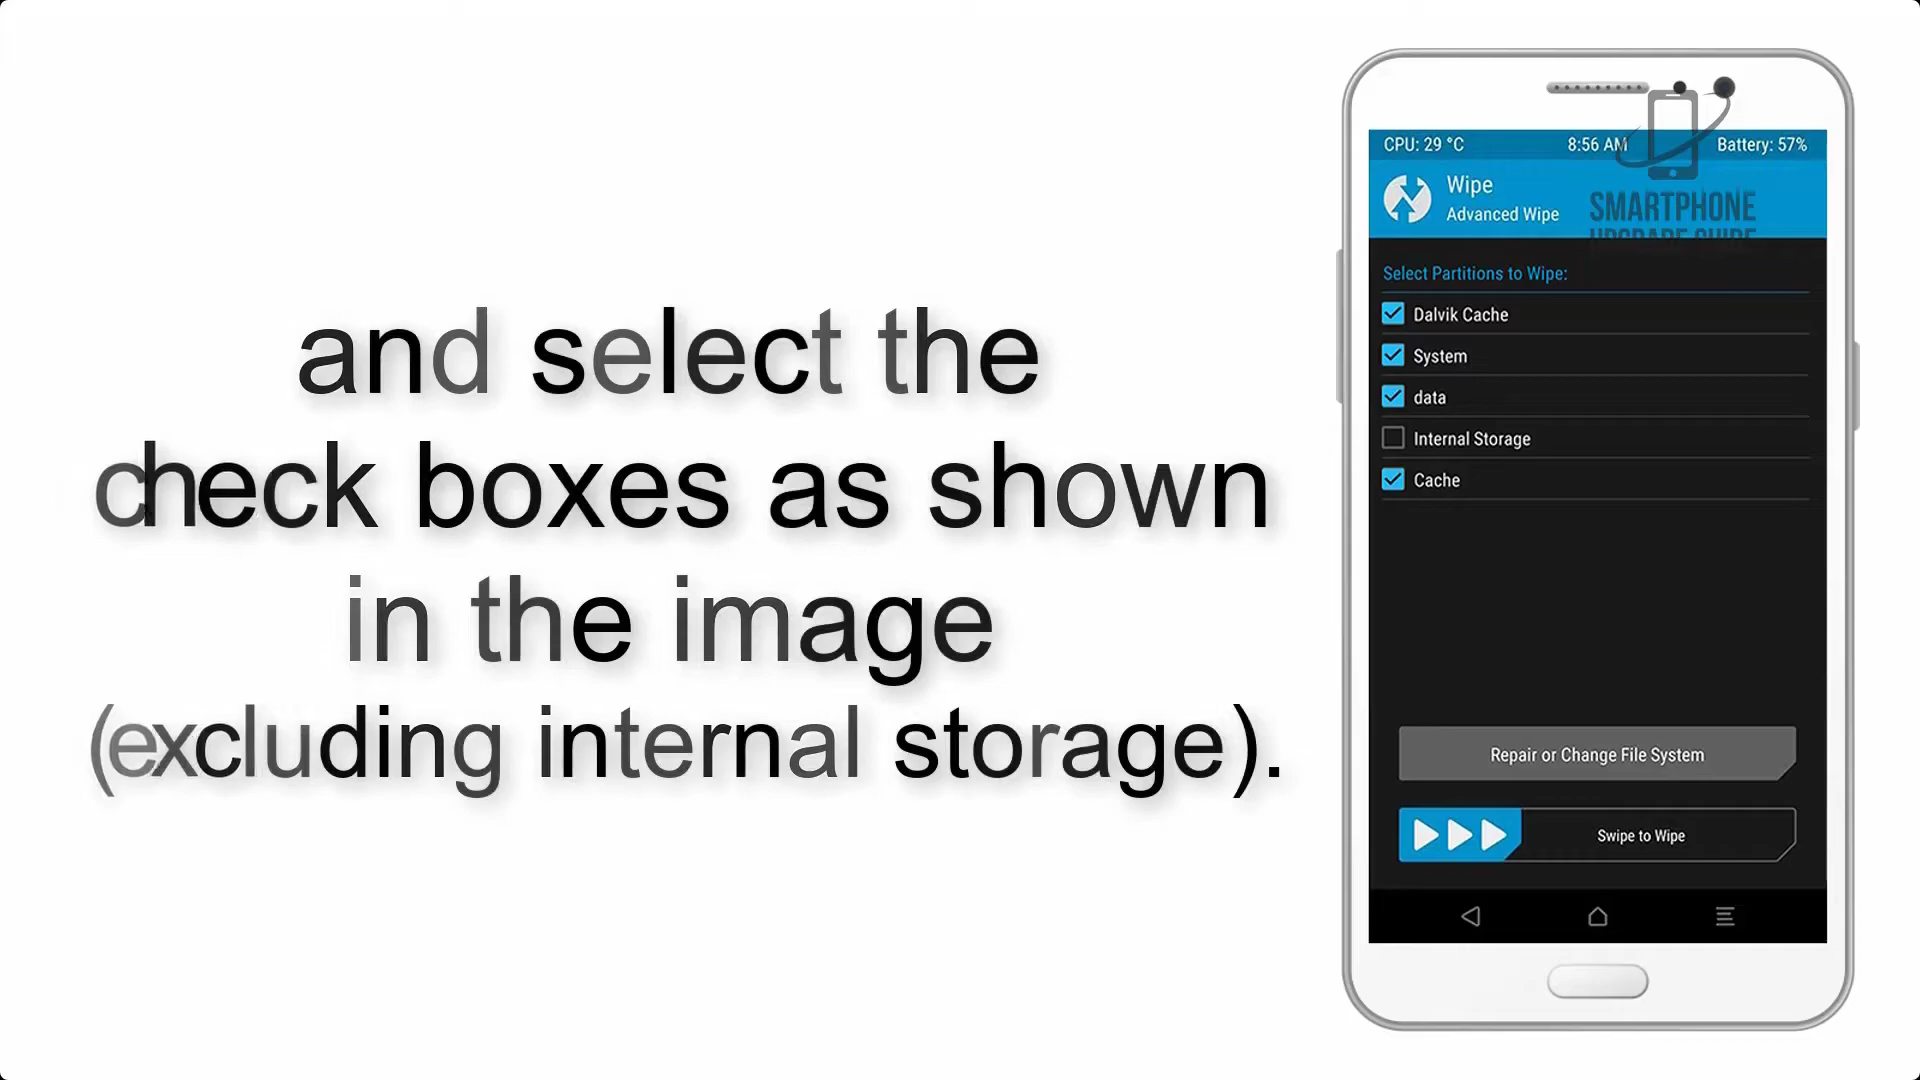 and select the
check boxes as shown
in the image
(excluding internal storage).
CPU: 29 °C 8:56 AM Battery: 57%
Wipe
Advanced Wipe
SMARTPHONE
UPGRADE GUIDE
Select Partitions to Wipe:
Dalvik Cache
System
data
Internal Storage
Cache
Repair or Change File System
Swipe to Wipe